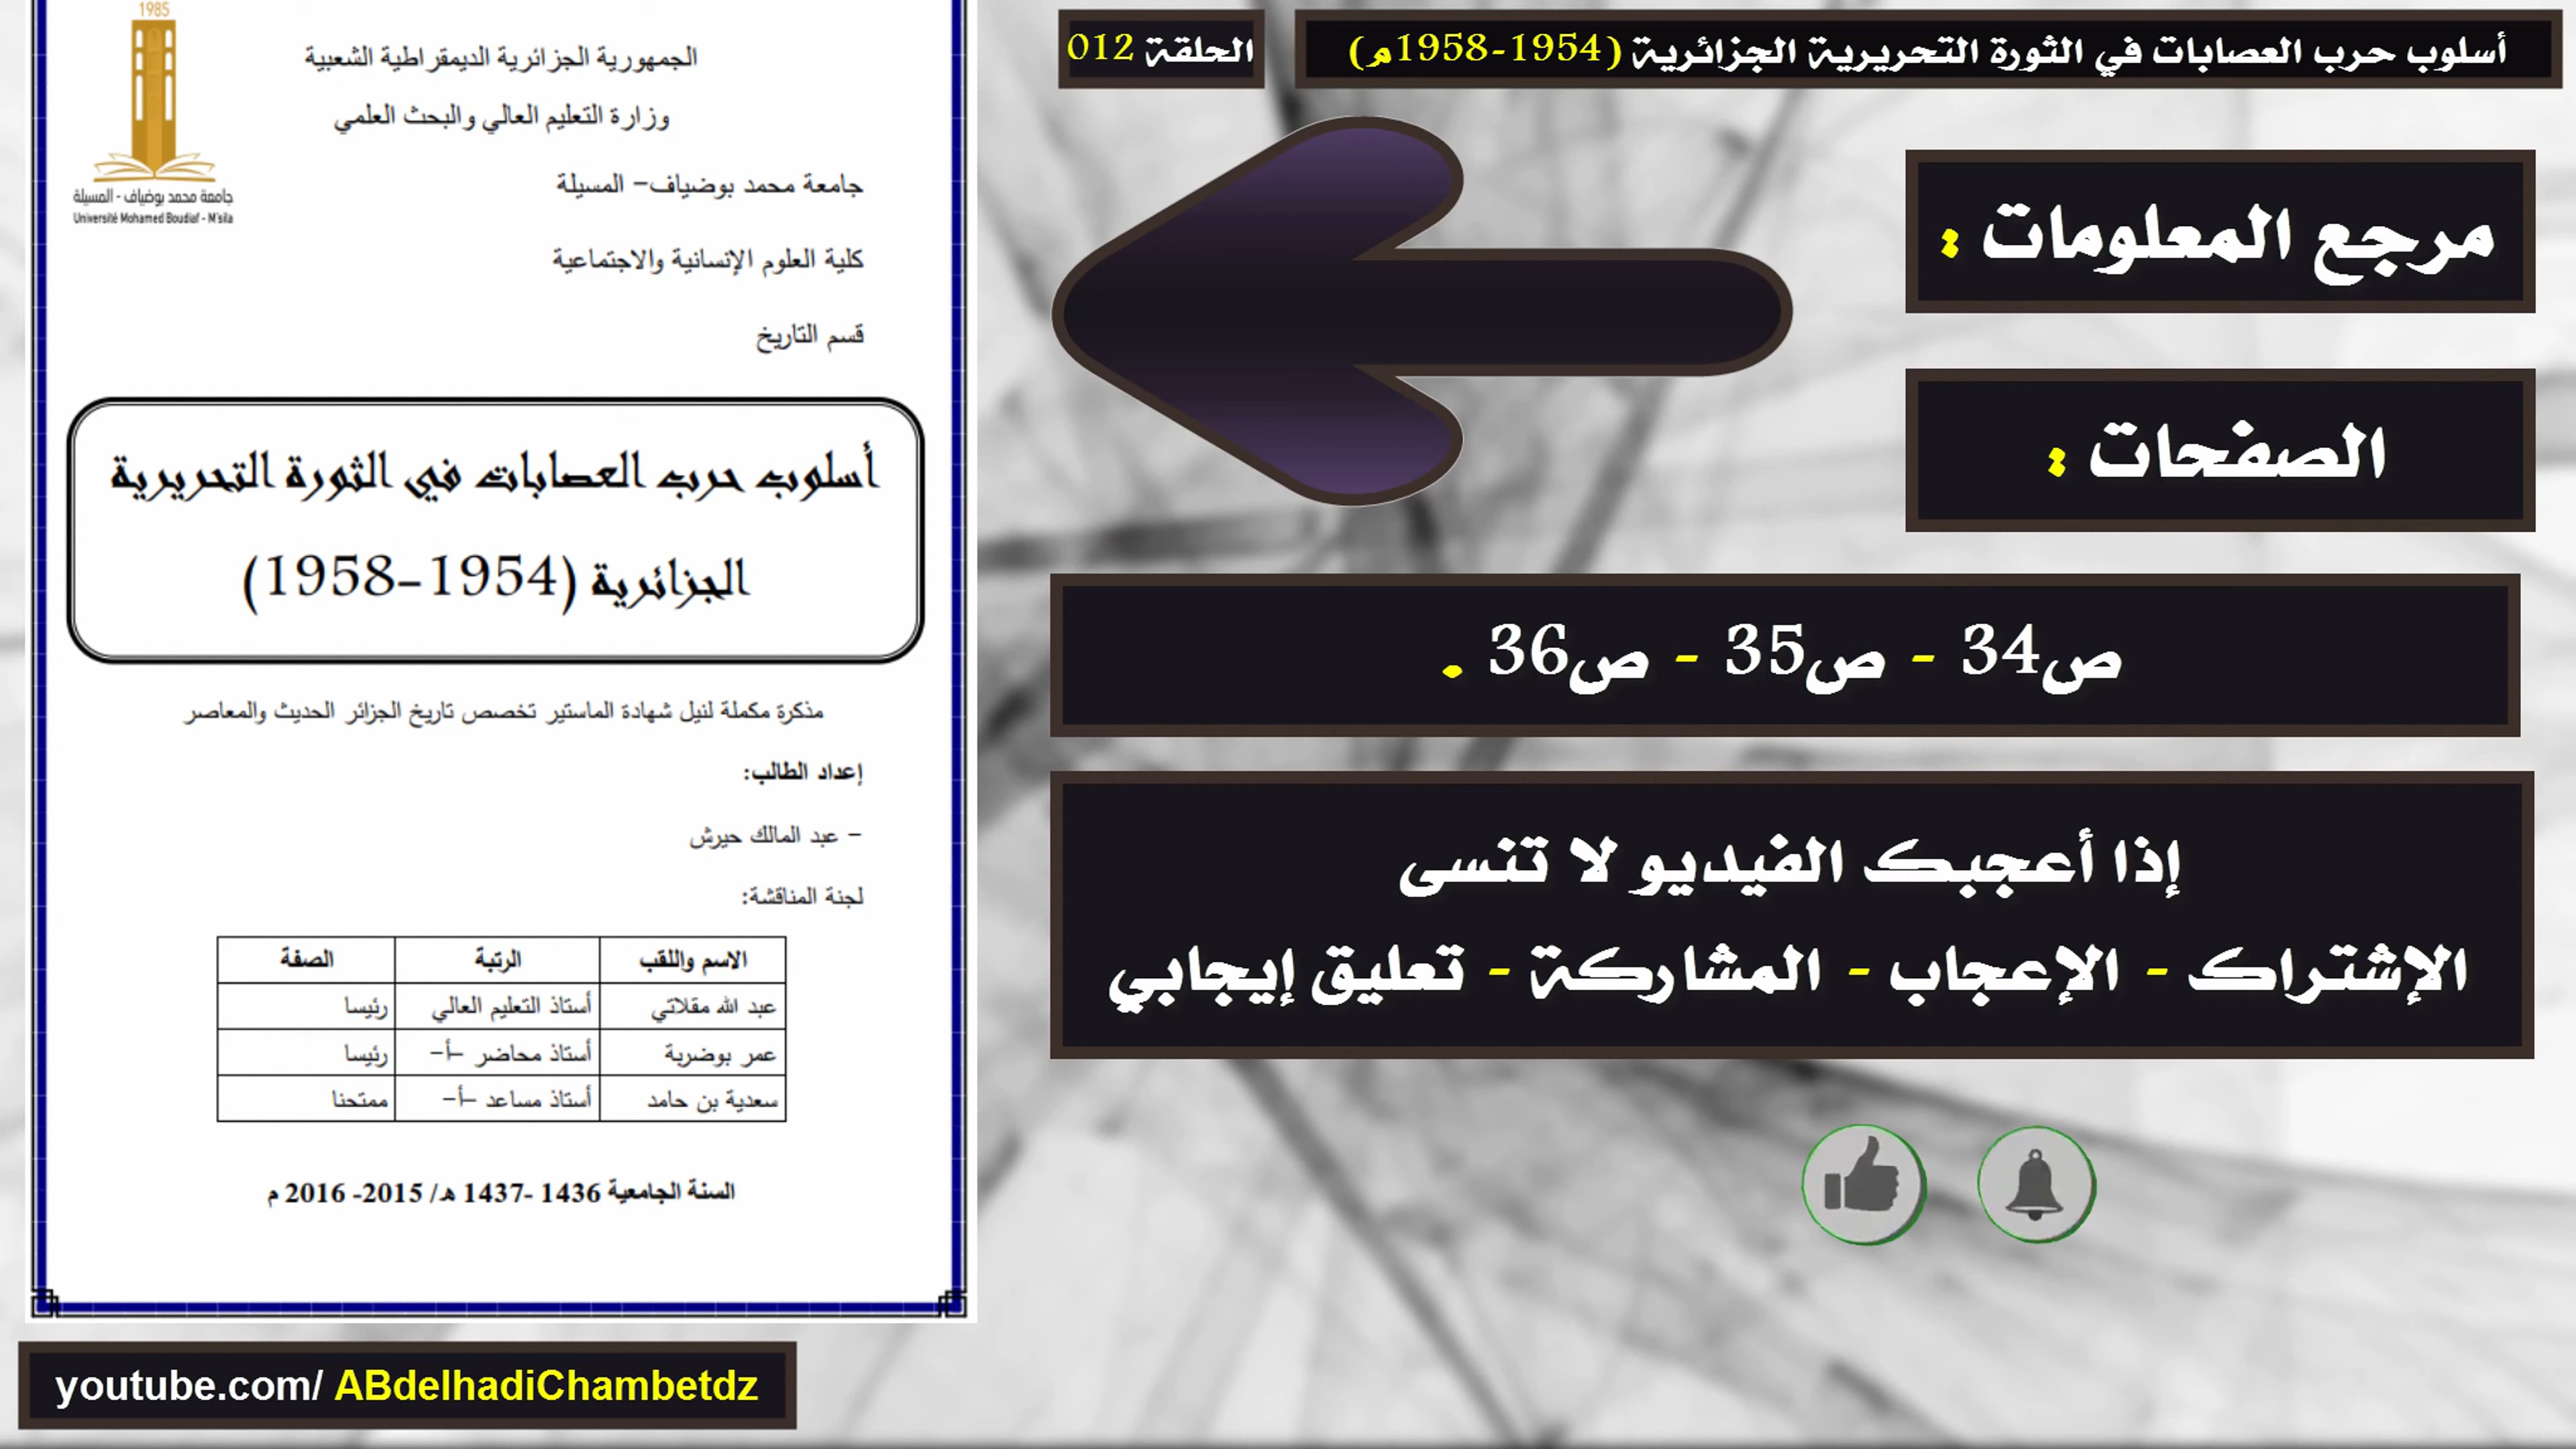 أسلوب حرب العصابات في الثورة التحريرية الجزائرية (1954-1958م)
الحلقة 012
1985
جامعة محمد بوضياف - المسيلة
Université Mohamed Boudiaf - M'sila
الجمهورية الجزائرية الديمقراطية الشعبية
وزارة التعليم العالي والبحث العلمي
جامعة محمد بوضياف– المسيلة
كلية العلوم الإنسانية والاجتماعية
قسم التاريخ
أسلوب حرب العصابات في الثورة التحريرية
الجزائرية (1954–1958)
مذكرة مكملة لنيل شهادة الماستير تخصص تاريخ الجزائر الحديث والمعاصر
إعداد الطالب:
– عبد المالك حيرش
لجنة المناقشة:
الاسم واللقب الرتبة الصفة
عبد الله مقلاتي أستاذ التعليم العالي رئيسا
عمر بوضربة أستاذ محاضر –أ– رئيسا
سعدية بن حامد أستاذ مساعد –أ– ممتحنا
السنة الجامعية 1436 -1437 هـ/ 2015- 2016 م
مرجع المعلومات :
الصفحات :
ص34 - ص35 - ص36 .
إذا أعجبك الفيديو لا تنسى
الإشتراك - الإعجاب - المشاركة - تعليق إيجابي
youtube.com/ ABdelhadiChambetdz